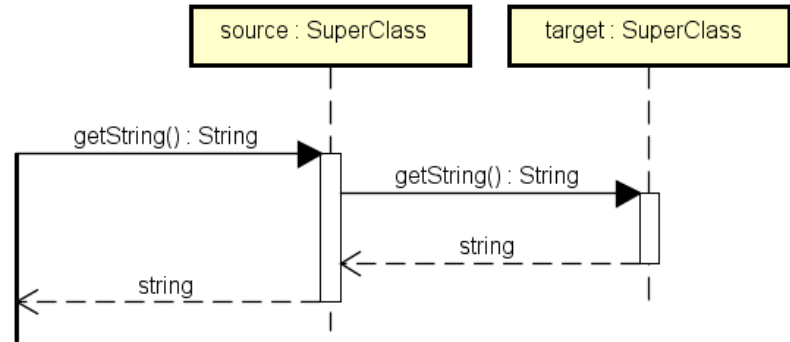 source : SuperClass
target : SuperClass
getString() : String
getString() : String
string
string